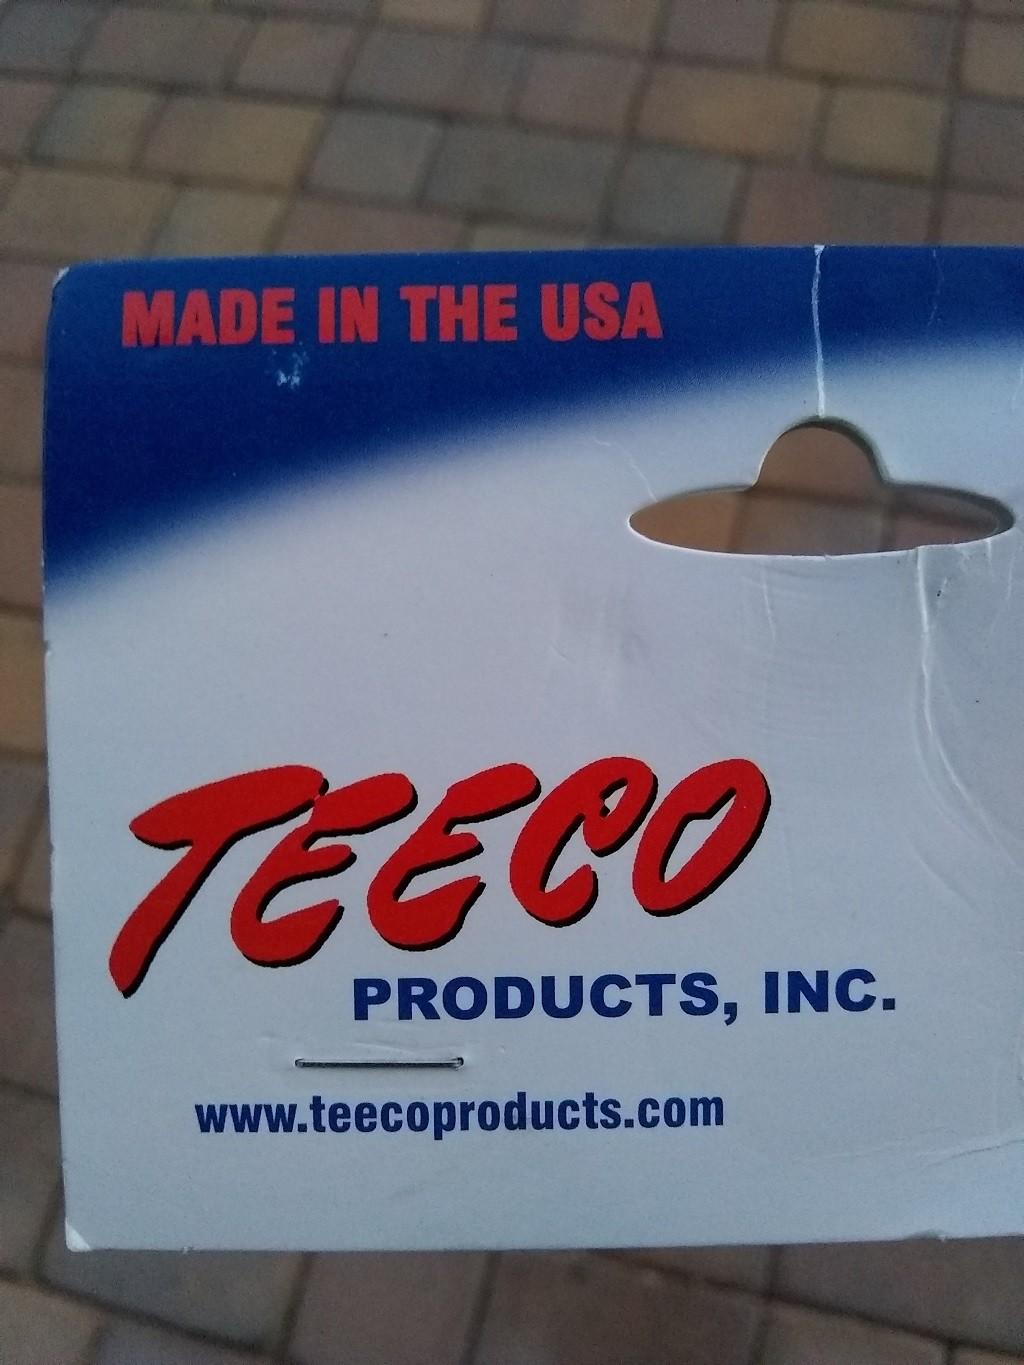 MADE IN THE USA
TEECO
PRODUCTS, INC.
www.teecoproducts.com